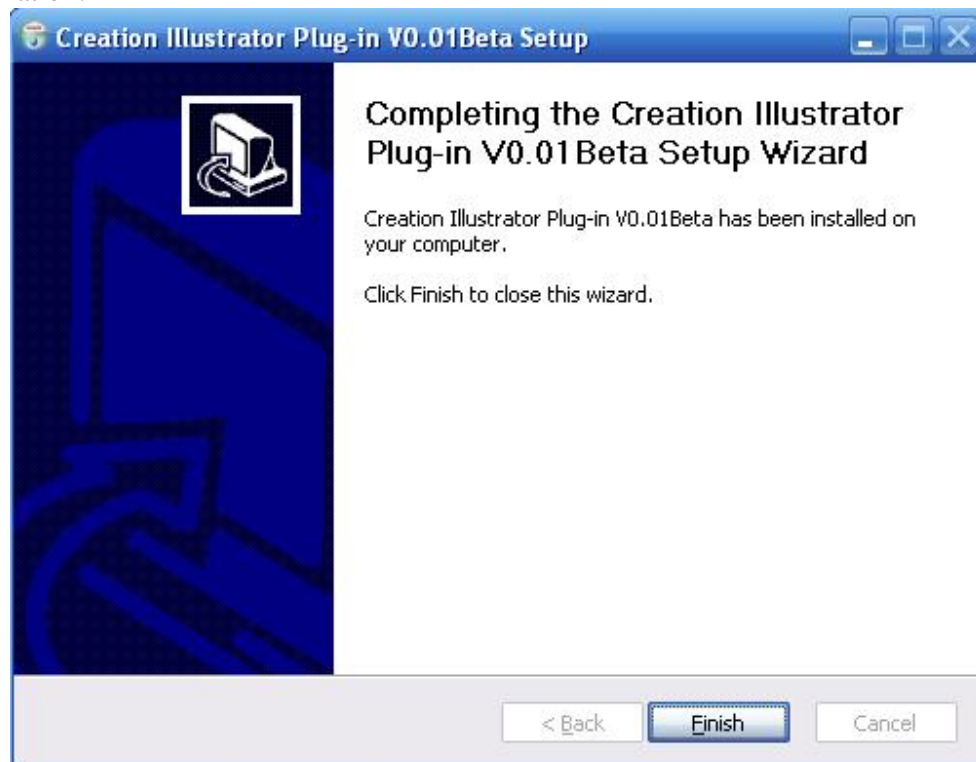 Creation Illustrator Plug-in V0.01Beta Setup
Completing the Creation Illustrator
Plug-in V0.01Beta Setup Wizard
Creation Illustrator Plug-in V0.01Beta has been installed on
your computer.
Click Finish to close this wizard.
< Back Finish Cancel